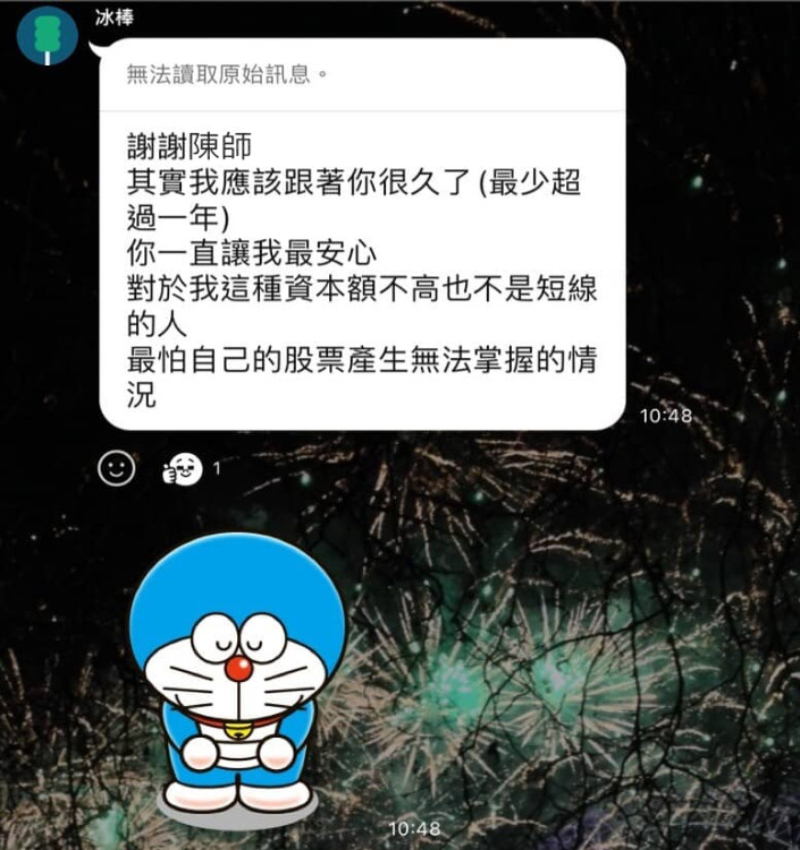 冰棒
無法讀取原始訊息。
謝謝陳師
其實我應該跟著你很久了(最少超
過一年)
你一直讓我最安心
對於我這種資本額不高也不是短線
的人
最怕自己的股票產生無法掌握的情
況
10:48
1
10:48